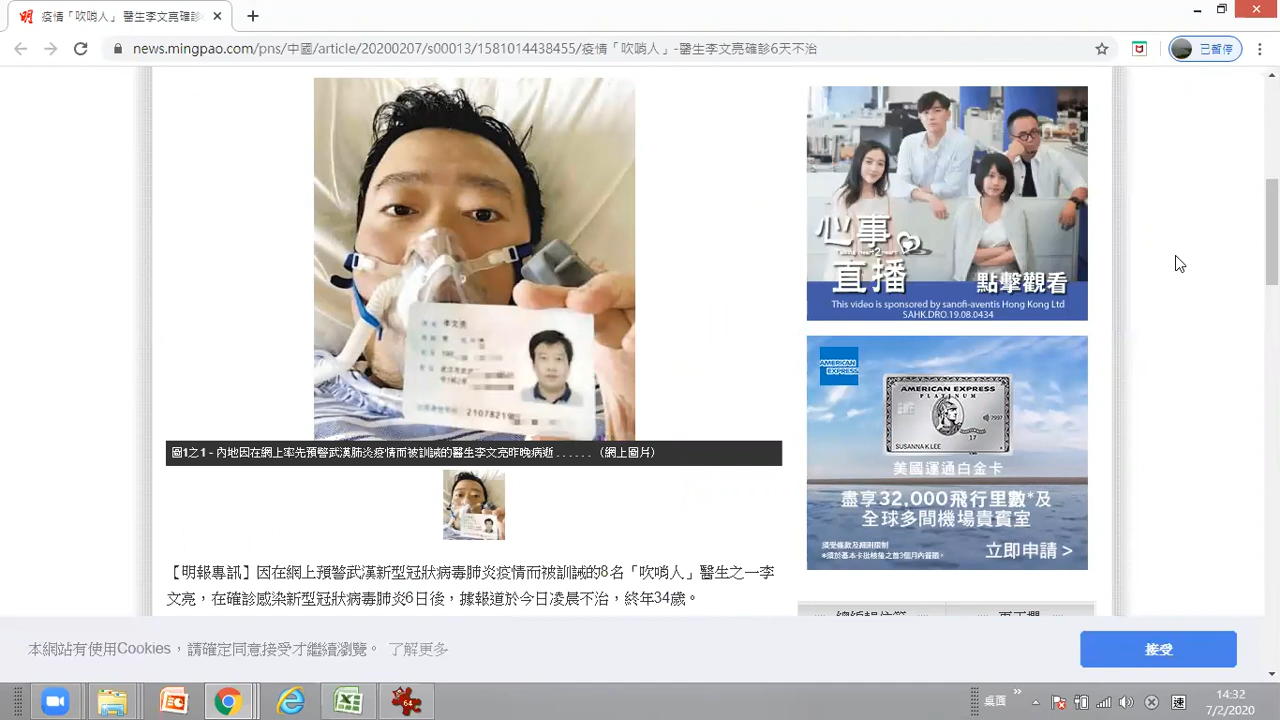 疫情「吹哨人」 醫生李文亮確診
news.mingpao.com/pns/中國/article/20200207/s00013/1581014438455/疫情「吹哨人」-醫生李文亮確診6天不治
已暫停
李文亮
210782198
心事
直播
點擊觀看
This video is sponsored by sanofi-aventis Hong Kong Ltd
SAHK.DRO.19.08.0434
AMERICAN EXPRESS
AMERICAN EXPRESS
PLATINUM
17
SUSANNA K LEE
美國運通白金卡
盡享32,000飛行里數*及
全球多間機場貴賓室
立即申請 >
圖1之1 - 內地因在網上率先預警武漢肺炎疫情而被訓誡的醫生李文亮昨晚病逝......（網上圖片）
【明報專訊】因在網上預警武漢新型冠狀病毒肺炎疫情而被訓誡的8名「吹哨人」醫生之一李
文亮，在確診感染新型冠狀病毒肺炎6日後，據報道於今日凌晨不治，終年34歲。
本網站有使用Cookies，請確定同意接受才繼續瀏覽。 了解更多
接受
64
桌面
速
14:32
7/2/2020